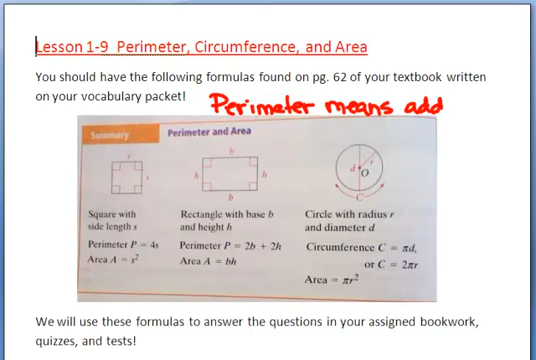 Lesson 1-9 Perimeter, Circumference, and Area
You should have the following formulas found on pg. 62 of your textbook written
on your vocabulary packet!
Perimeter means add
Summary
Perimeter and Area
s
s
b
h
h
b
d
r
O
C
Square with
side length s
Perimeter P = 4s
Area A = s²
Rectangle with base b
and height h
Perimeter P = 2b + 2h
Area A = bh
Circle with radius r
and diameter d
Circumference C = πd,
or C = 2πr
Area = πr²
We will use these formulas to answer the questions in your assigned bookwork,
quizzes, and tests!